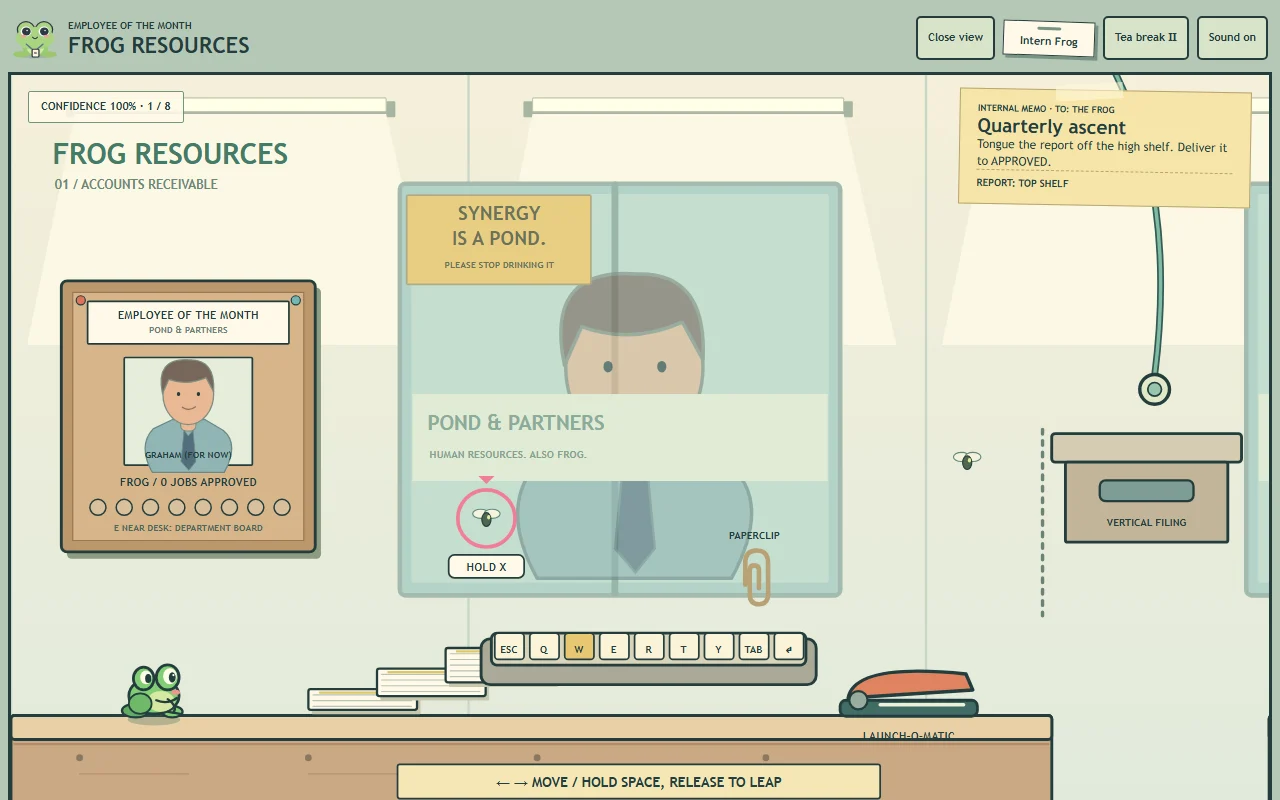 EMPLOYEE OF THE MONTH
FROG RESOURCES
Close view
Intern Frog
Tea break II
Sound on
CONFIDENCE 100% · 1 / 8
FROG RESOURCES
01 / ACCOUNTS RECEIVABLE
INTERNAL MEMO · TO: THE FROG
Quarterly ascent
Tongue the report off the high shelf. Deliver it
to APPROVED.
REPORT: TOP SHELF
SYNERGY
IS A POND.
PLEASE STOP DRINKING IT
EMPLOYEE OF THE MONTH
POND & PARTNERS
GRAHAM (FOR NOW)
FROG / 0 JOBS APPROVED
E NEAR DESK: DEPARTMENT BOARD
POND & PARTNERS
HUMAN RESOURCES. ALSO FROG.
HOLD X
PAPERCLIP
VERTICAL FILING
ESC Q W E R T Y TAB ↵
LAUNCH-O-MATIC
← → MOVE / HOLD SPACE, RELEASE TO LEAP